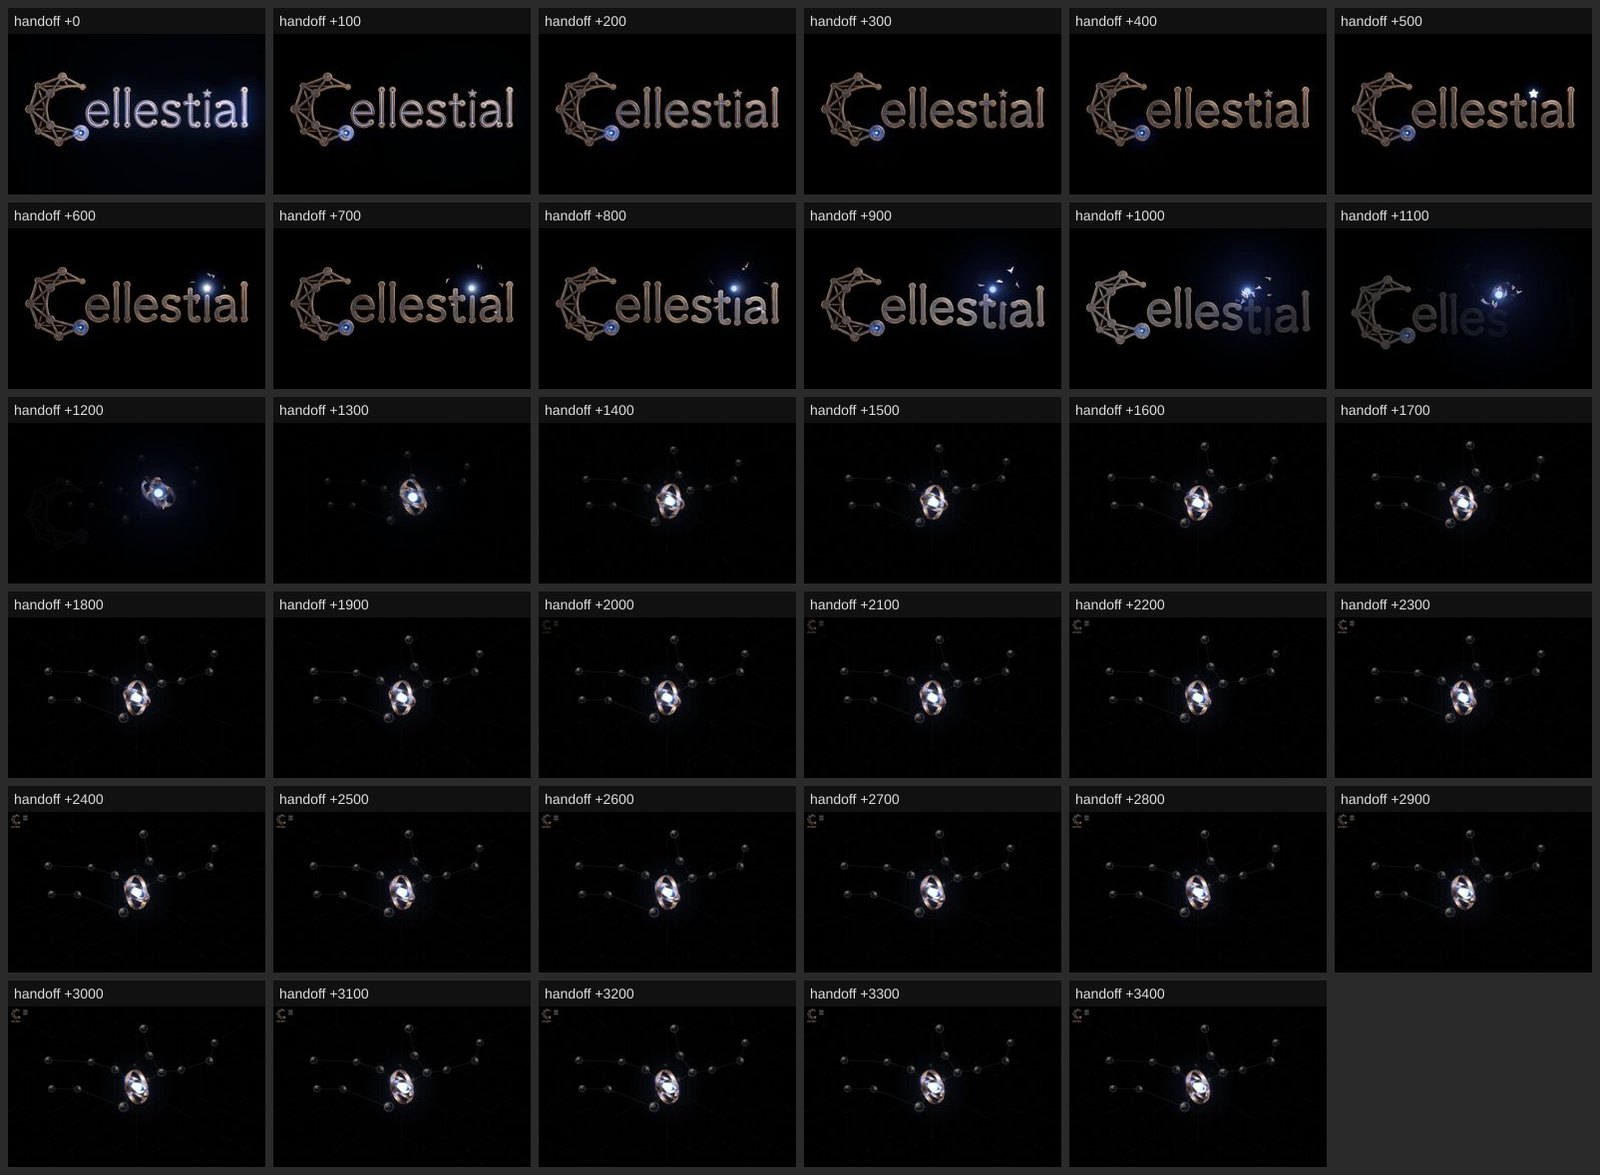 handoff +0 handoff +100 handoff +200 handoff +300 handoff +400 handoff +500
Cellestial Cellestial Cellestial Cellestial Cellestial Cellestial
handoff +600 handoff +700 handoff +800 handoff +900 handoff +1000 handoff +1100
Cellestial Cellestial Cellestial Cellestial Cellestial Celles
handoff +1200 handoff +1300 handoff +1400 handoff +1500 handoff +1600 handoff +1700
C
handoff +1800 handoff +1900 handoff +2000 handoff +2100 handoff +2200 handoff +2300
handoff +2400 handoff +2500 handoff +2600 handoff +2700 handoff +2800 handoff +2900
handoff +3000 handoff +3100 handoff +3200 handoff +3300 handoff +3400